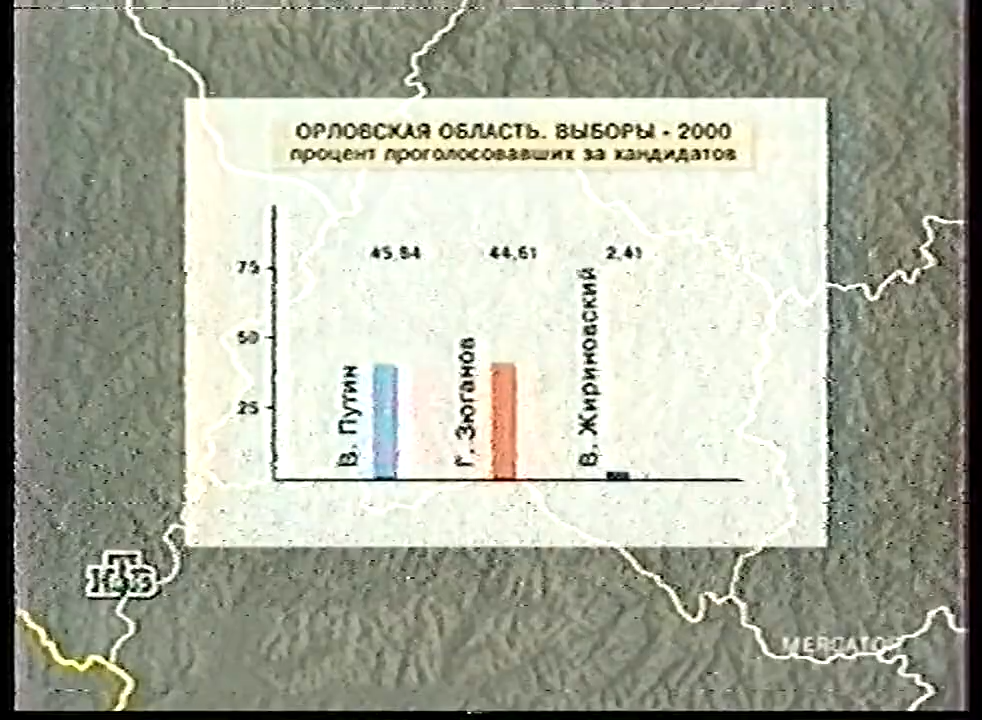 ОРЛОВСКАЯ ОБЛАСТЬ. ВЫБОРЫ - 2000
процент проголосовавших за кандидатов
45,84
44,61
2,41
75
50
25
В. Путин
Г. Зюганов
В. Жириновский
НТВ
MERCATOR